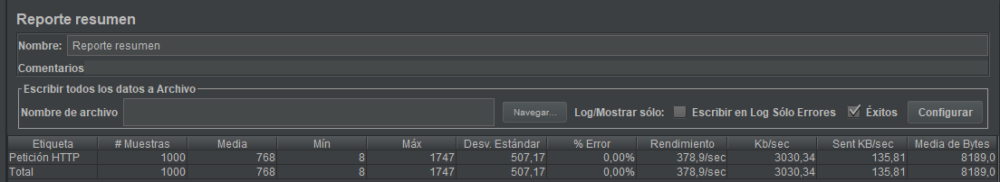 Reporte resumen
Nombre: Reporte resumen
Comentarios
Escribir todos los datos a Archivo
Nombre de archivo Navegar... Log/Mostrar sólo: Escribir en Log Sólo Errores Éxitos Configurar
Etiqueta # Muestras Media Mín Máx Desv. Estándar % Error Rendimiento Kb/sec Sent KB/sec Media de Bytes
Petición HTTP 1000 768 8 1747 507,17 0,00% 378,9/sec 3030,34 135,81 8189,0
Total 1000 768 8 1747 507,17 0,00% 378,9/sec 3030,34 135,81 8189,0